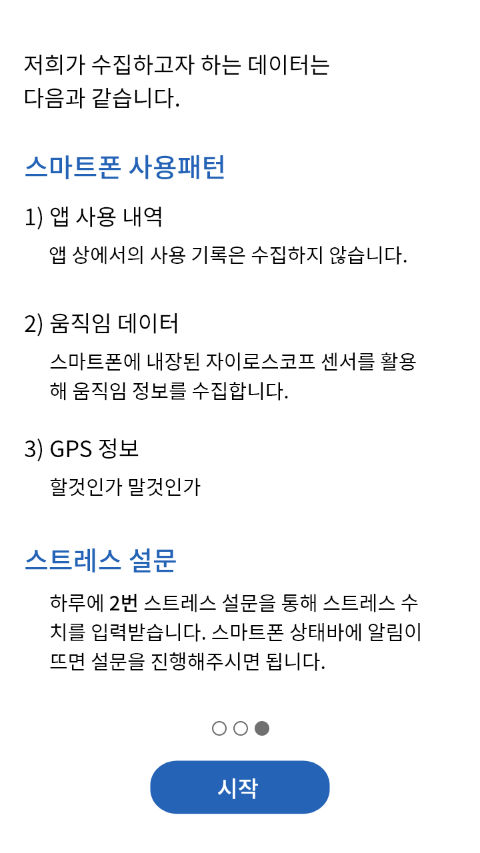 저희가 수집하고자 하는 데이터는
다음과 같습니다.
스마트폰 사용패턴
1) 앱 사용 내역
앱 상에서의 사용 기록은 수집하지 않습니다.
2) 움직임 데이터
스마트폰에 내장된 자이로스코프 센서를 활용
해 움직임 정보를 수집합니다.
3) GPS 정보
할것인가 말것인가
스트레스 설문
하루에 2번 스트레스 설문을 통해 스트레스 수
치를 입력받습니다. 스마트폰 상태바에 알림이
뜨면 설문을 진행해주시면 됩니다.
시작